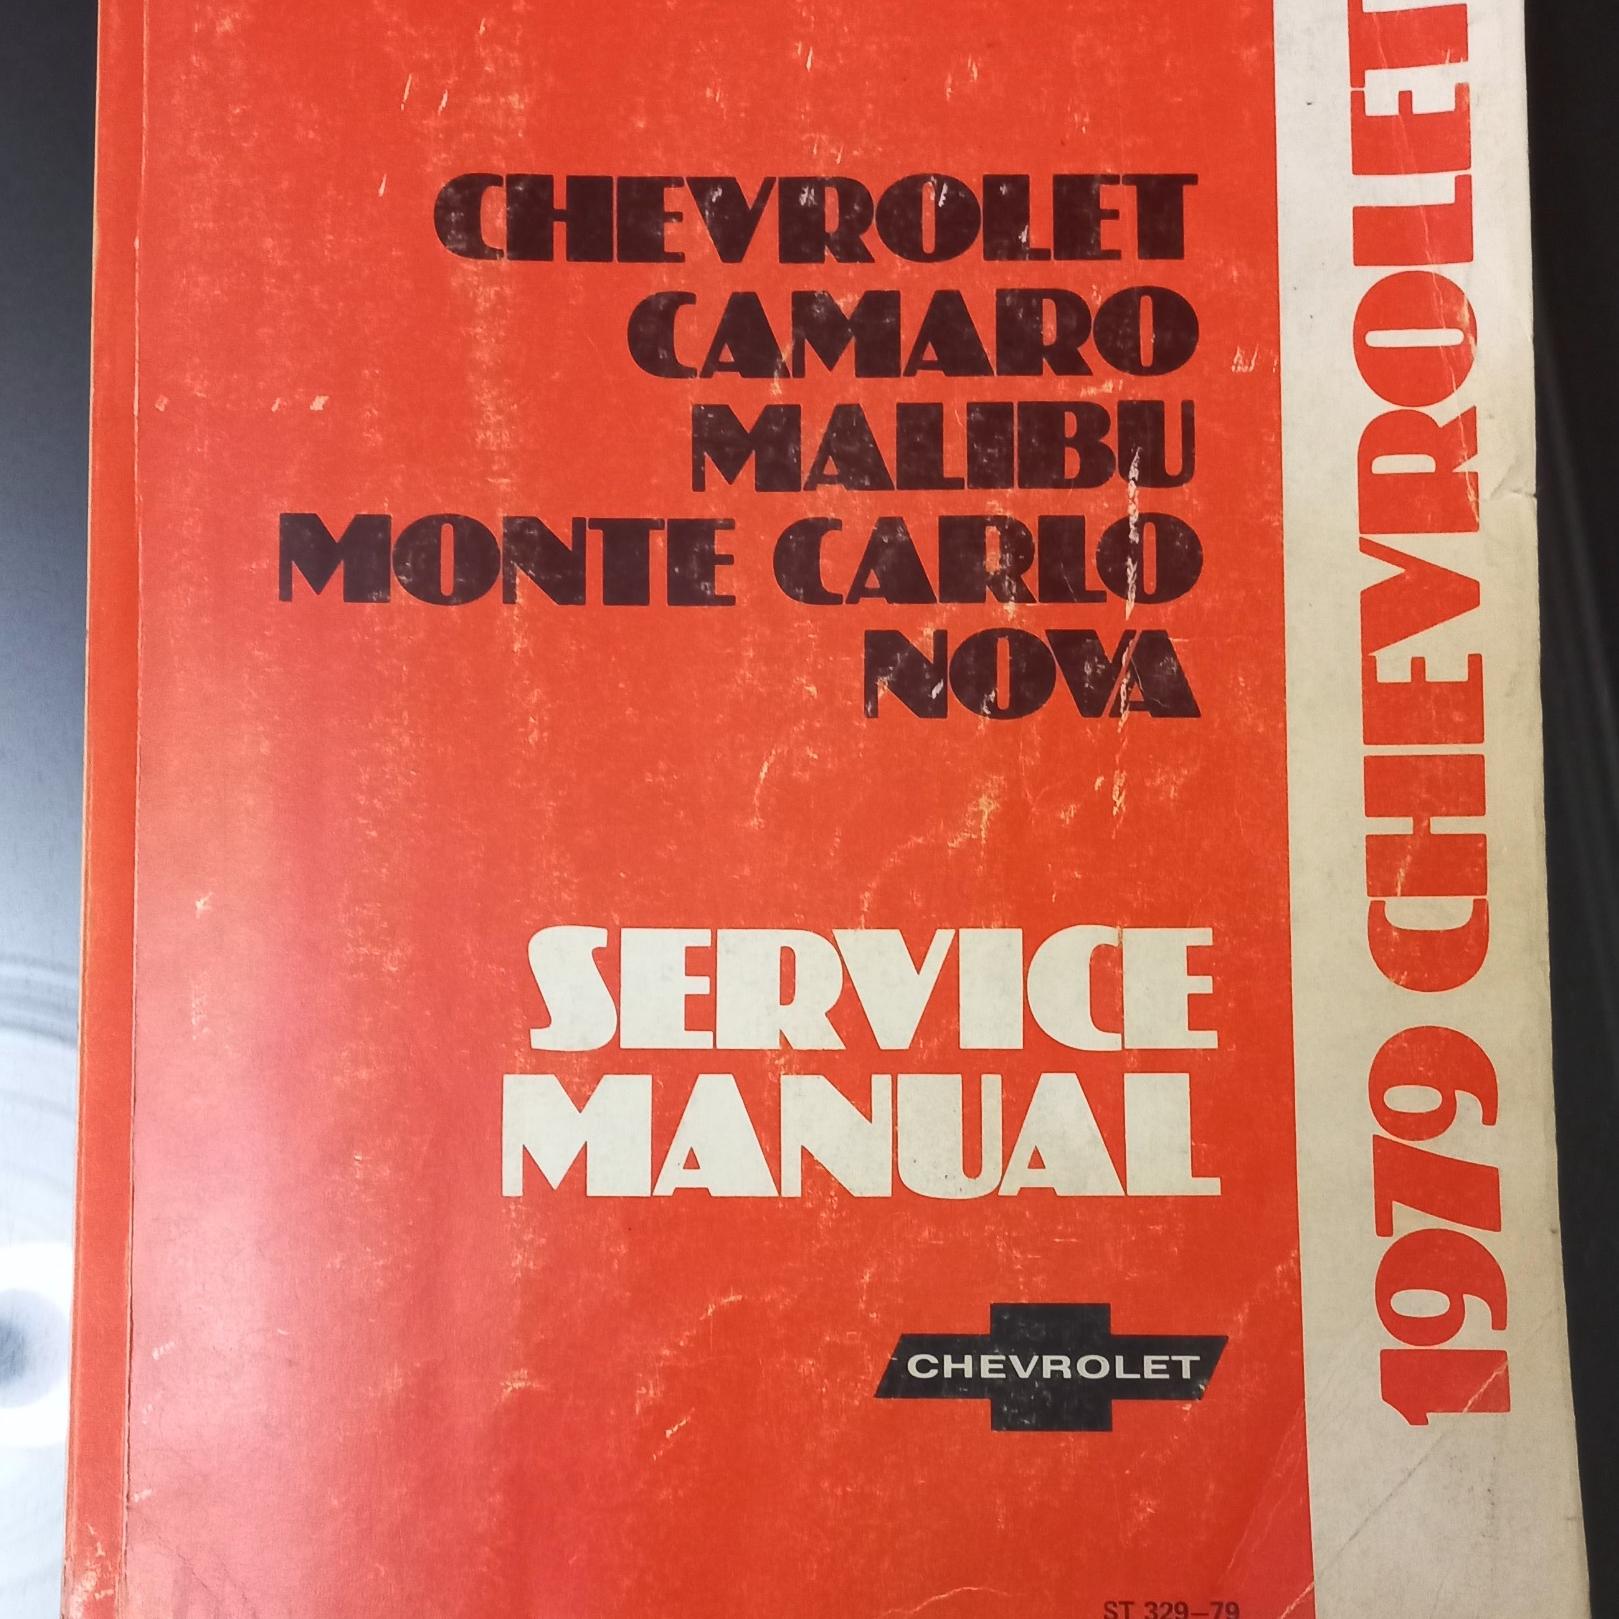 CHEVROLET
CAMARO
MALIBU
MONTE CARLO
NOVA
SERVICE
MANUAL
CHEVROLET
ST 329-79
1979 CHEVROLET